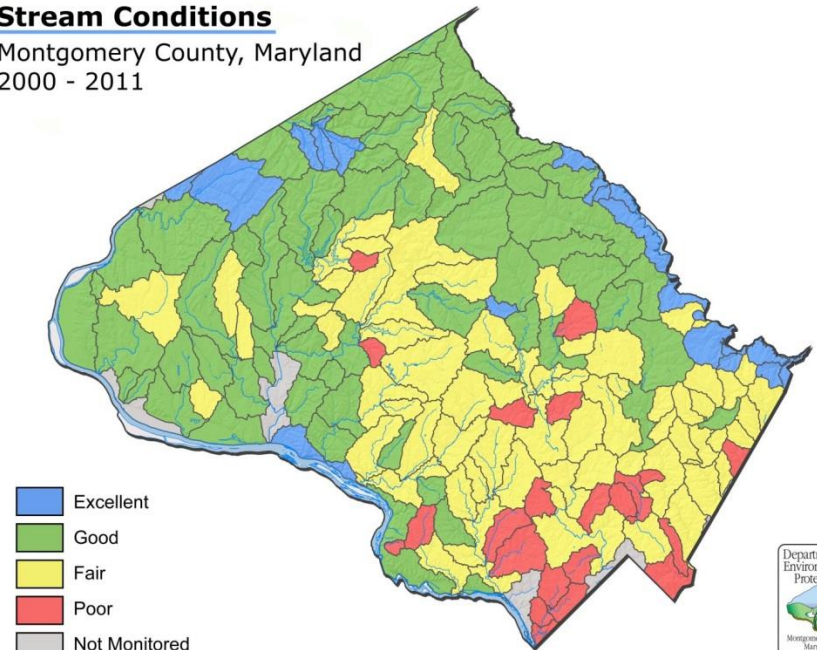 Stream Conditions
Montgomery County, Maryland
2000 - 2011
Excellent
Good
Fair
Poor
Not Monitored